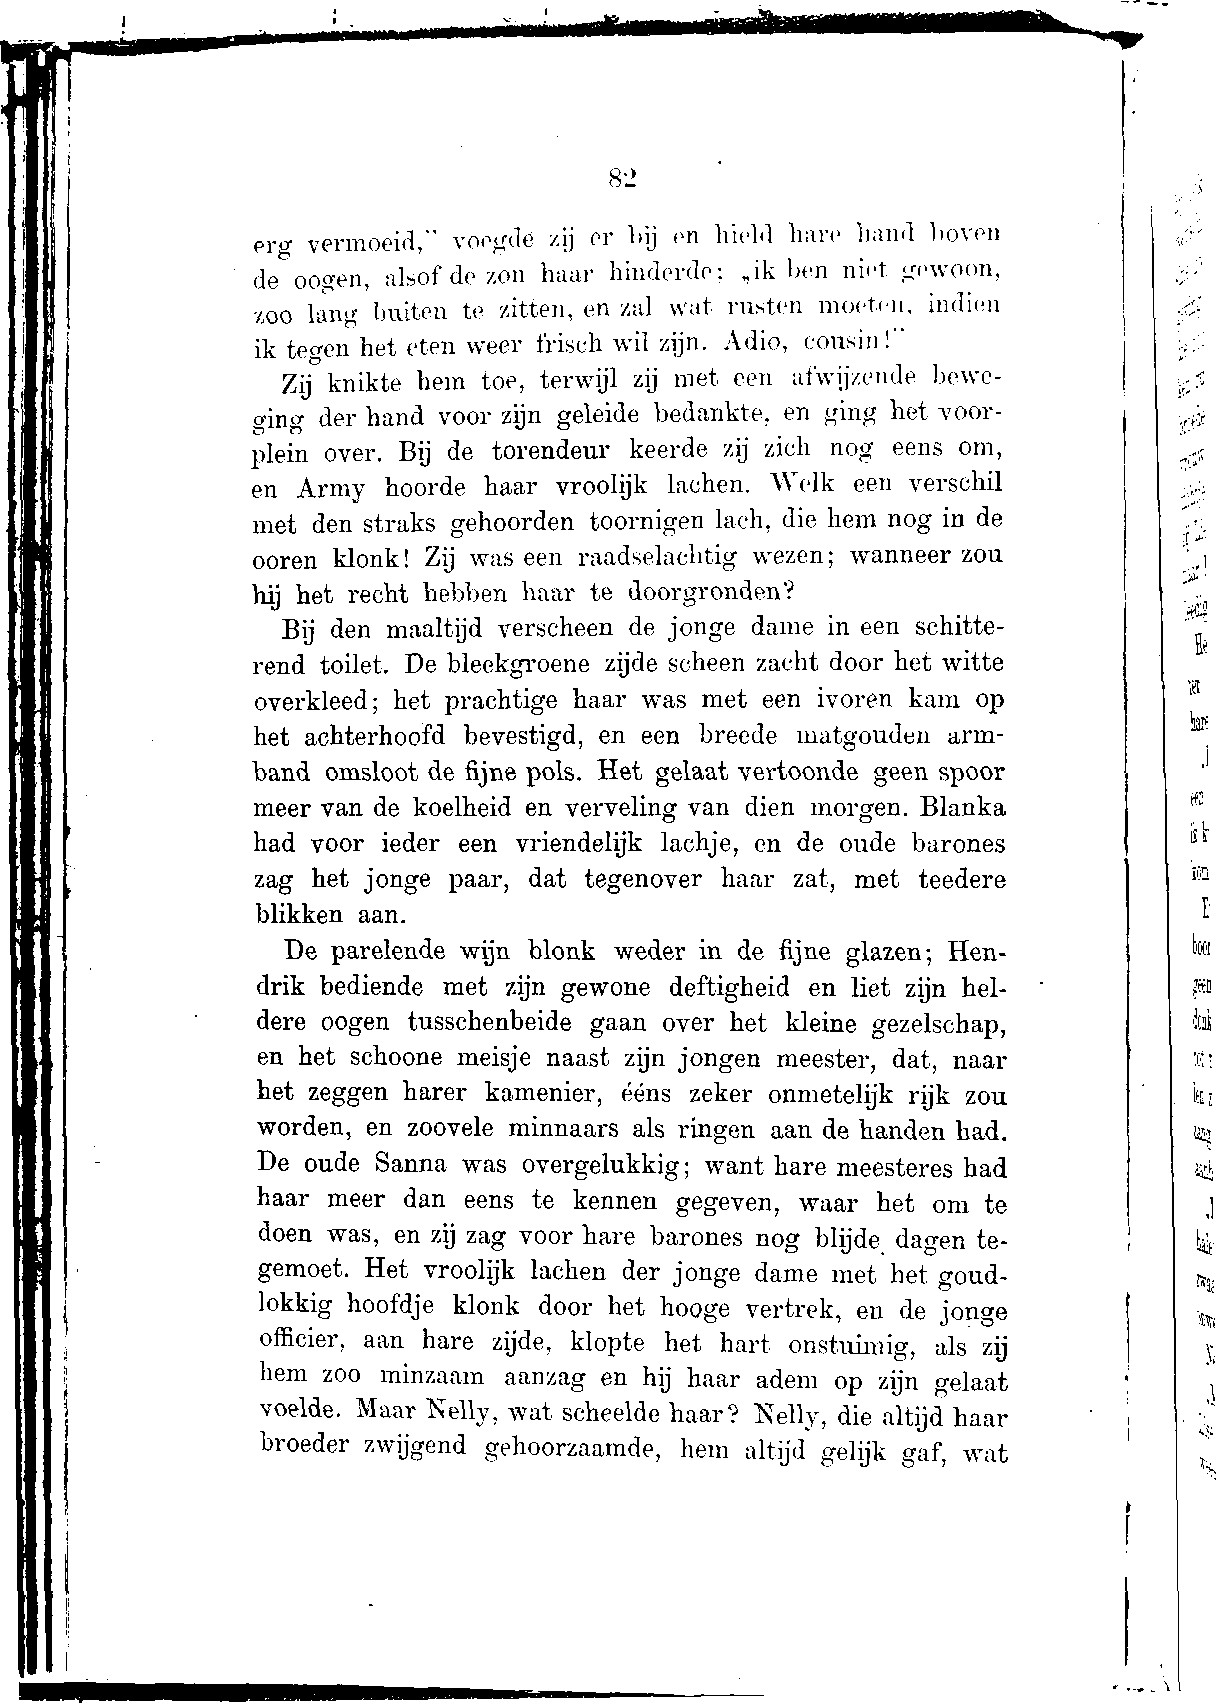 82
erg vermoeid,” voegde zij er bij en hield hare hand boven
de oogen, alsof de zon haar hinderde; „ik ben niet gewoon,
zoo lang buiten te zitten, en zal wat rusten moeten, indien
ik tegen het eten weer frisch wil zijn. Adio, cousin!”
Zij knikte hem toe, terwijl zij met een afwijzende bewe-
ging der hand voor zijn geleide bedankte, en ging het voor-
plein over. Bij de torendeur keerde zij zich nog eens om,
en Army hoorde haar vroolijk lachen. Welk een verschil
met den straks gehoorden toornigen lach, die hem nog in de
ooren klonk! Zij was een raadselachtig wezen; wanneer zou
hij het recht hebben haar te doorgronden?
Bij den maaltijd verscheen de jonge dame in een schitte-
rend toilet. De bleekgroene zijde scheen zacht door het witte
overkleed; het prachtige haar was met een ivoren kam op
het achterhoofd bevestigd, en een breede matgouden arm-
band omsloot de fijne pols. Het gelaat vertoonde geen spoor
meer van de koelheid en verveling van dien morgen. Blanka
had voor ieder een vriendelijk lachje, en de oude barones
zag het jonge paar, dat tegenover haar zat, met teedere
blikken aan.
De parelende wijn blonk weder in de fijne glazen; Hen-
drik bediende met zijn gewone deftigheid en liet zijn hel-
dere oogen tusschenbeide gaan over het kleine gezelschap,
en het schoone meisje naast zijn jongen meester, dat, naar
het zeggen harer kamenier, ééns zeker onmetelijk rijk zou
worden, en zoovele minnaars als ringen aan de handen had.
De oude Sanna was overgelukkig; want hare meesteres had
haar meer dan eens te kennen gegeven, waar het om te
doen was, en zij zag voor hare barones nog blijde dagen te-
gemoet. Het vroolijk lachen der jonge dame met het goud-
lokkig hoofdje klonk door het hooge vertrek, en de jonge
officier, aan hare zijde, klopte het hart onstuimig, als zij
hem zoo minzaam aanzag en hij haar adem op zijn gelaat
voelde. Maar Nelly, wat scheelde haar? Nelly, die altijd haar
broeder zwijgend gehoorzaamde, hem altijd gelijk gaf, wat